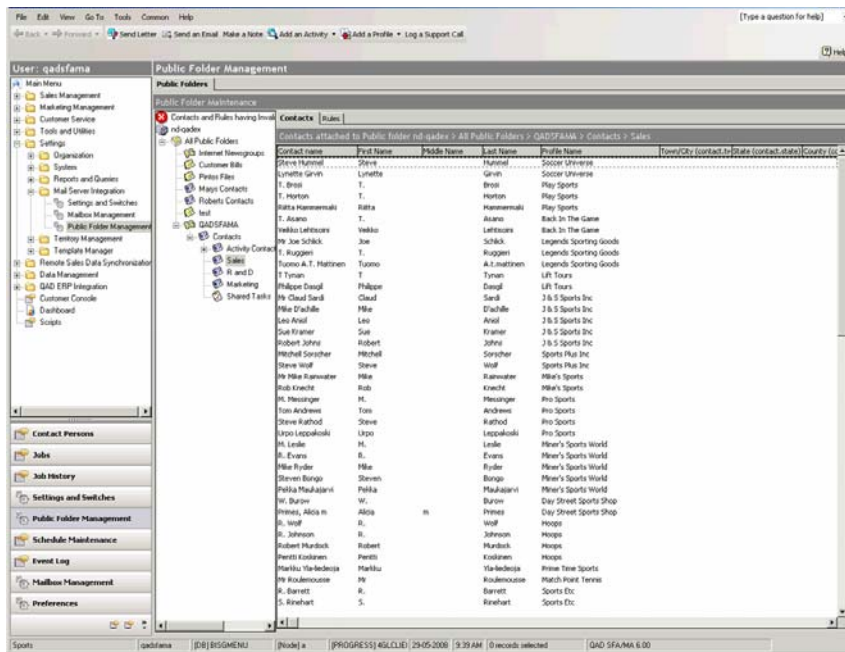 File Edit View Go To Tools Common Help
[Type a question for help]
Back Forward Send Letter Send an Email Make a Note Add an Activity Add a Profile Log a Support Call
Help
User: qadsfama
Public Folder Management
Main Menu
Sales Management
Marketing Management
Customer Service
Tools and Utilities
Settings
Organization
System
Reports and Queries
Mail Server Integration
Settings and Switches
Mailbox Management
Public Folder Management
Territory Management
Template Manager
Remote Sales Data Synchronization
Data Management
QAD ERP Integration
Customer Console
Dashboard
Scripts
Contact Persons
Jobs
Job History
Settings and Switches
Public Folder Management
Schedule Maintenance
Event Log
Mailbox Management
Preferences
Public Folders
Public Folder Maintenance
Contacts and Rules having Invali
nd-qadex
All Public Folders
Internet Newsgroups
Customer Bills
Pintos Files
Marys Contacts
Roberts Contacts
test
QADSFAMA
Contacts
Activity Contact
Sales
R and D
Marketing
Shared Tasks
Contacts Rules
Contacts attached to Public folder nd-qadex > All Public Folders > QADSFAMA > Contacts > Sales
Contact name First Name Middle Name Last Name Profile Name Town/City (contact.tv State (contact.state) County (cc
Steve Hummel Steve Hummel Soccer Universe
Lynette Girvin Lynette Girvin Soccer Universe
T. Brosi T. Brosi Play Sports
T. Horton T. Horton Play Sports
Riitta Hammermaki Riitta Hammermaki Play Sports
T. Asano T. Asano Back In The Game
Veikko Lehtisoini Veikko Lehtisoini Back In The Game
Mr Joe Schlick Joe Schlick Legends Sporting Goods
T. Ruggeri T. Ruggeri Legends Sporting Goods
Tuomo A.T. Mattinen Tuomo A.t.mattinen Legends Sporting Goods
T Tynan T Tynan Lift Tours
Philippe Dasgil Philippe Dasgil Lift Tours
Mr Claud Sardi Claud Sardi J & S Sports Inc
Mike D'achille Mike D'achille J & S Sports Inc
Leo Aniol Leo Aniol J & S Sports Inc
Sue Kramer Sue Kramer J & S Sports Inc
Robert Johns Robert Johns J & S Sports Inc
Mitchell Sorscher Mitchell Sorscher Sports Plus Inc
Steve Wolf Steve Wolf Sports Plus Inc
Mr Mike Rainwater Mike Rainwater Mike's Sports
Rob Knecht Rob Knecht Mike's Sports
M. Messinger M. Messinger Pro Sports
Tom Andrews Tom Andrews Pro Sports
Steve Rathod Steve Rathod Pro Sports
Urpo Leppakoski Urpo Leppakoski Pro Sports
M. Leslie M. Leslie Miner's Sports World
R. Evans R. Evans Miner's Sports World
Mike Ryder Mike Ryder Miner's Sports World
Steven Bongo Steven Bongo Miner's Sports World
Pekka Maukajarvi Pekka Maukajarvi Miner's Sports World
W. Burow W. Burow Day Street Sports Shop
Primes, Alicia m Alicia m Primes Day Street Sports Shop
R. Wolf R. Wolf Hoops
R. Johnson R. Johnson Hoops
Robert Murdock Robert Murdock Hoops
Pentti Koskinen Pentti Koskinen Hoops
Markku Yla-liedeoja Markku Yla-liedeoja Prime Time Sports
Mr Roulemousse Mr Roulemousse Match Point Tennis
R. Barrett R. Barrett Sports Etc
S. Rinehart S. Rinehart Sports Etc
Sports qadsfama [DB] BISGMENU [Node] a [PROGRESS] 4GLCLIE 29-05-2008 9:39 AM 0 records selected QAD SFA/MA 6.00